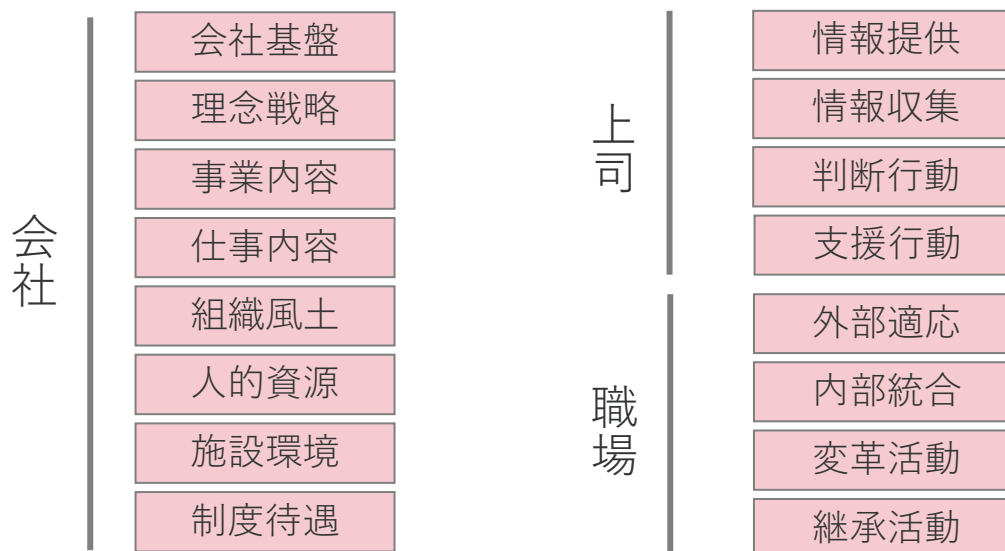 会社
会社基盤
理念戦略
事業内容
仕事内容
組織風土
人的資源
施設環境
制度待遇
上司
情報提供
情報収集
判断行動
支援行動
職場
外部適応
内部統合
変革活動
継承活動